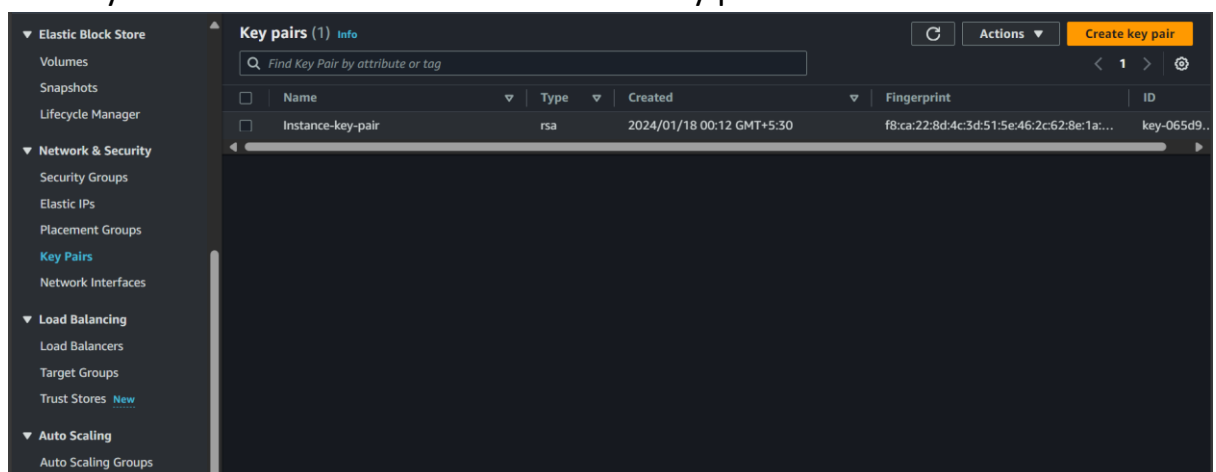 Elastic Block Store
Volumes
Snapshots
Lifecycle Manager
Network & Security
Security Groups
Elastic IPs
Placement Groups
Key Pairs
Network Interfaces
Load Balancing
Load Balancers
Target Groups
Trust Stores New
Auto Scaling
Auto Scaling Groups
Key pairs (1) Info
Actions
Create key pair
Find Key Pair by attribute or tag
1
Name Type Created Fingerprint ID
Instance-key-pair rsa 2024/01/18 00:12 GMT+5:30 f8:ca:22:8d:4c:3d:51:5e:46:2c:62:8e:1a:... key-065d9..